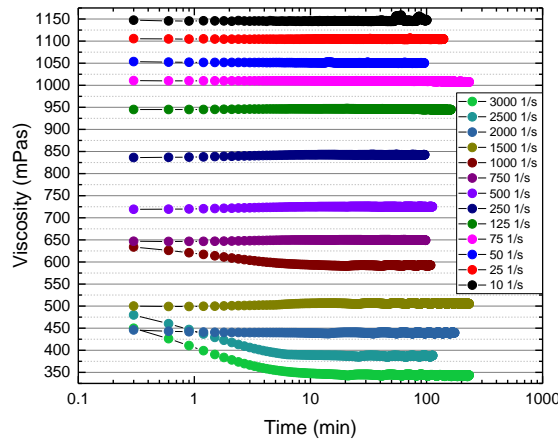 1150
1100
1050
1000
950
900
850
800
750
700
650
600
550
500
450
400
350
Viscosity (mPas)
3000 1/s
2500 1/s
2000 1/s
1500 1/s
1000 1/s
750 1/s
500 1/s
250 1/s
125 1/s
75 1/s
50 1/s
25 1/s
10 1/s
0.1
1
10
100
1000
Time (min)